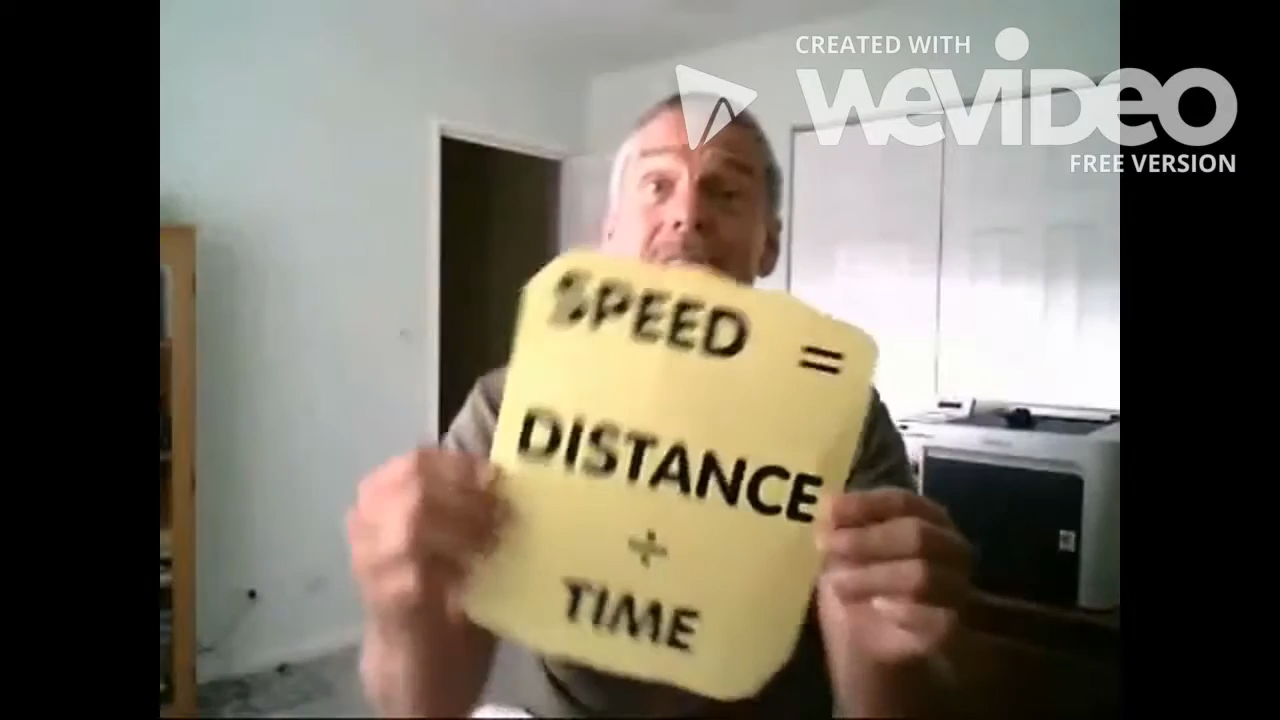 CREATED WITH
WEVIDEO
FREE VERSION
SPEED =
DISTANCE
÷
TIME